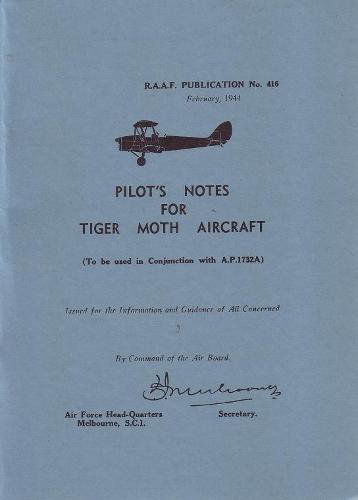 R.A.A.F. PUBLICATION No. 416
February, 1944
PILOT'S NOTES
FOR
TIGER MOTH AIRCRAFT
(To be used in Conjunction with A.P.1732A)
Issued for the Information and Guidance of All Concerned
By Command of the Air Board.
Air Force Head-Quarters
Melbourne, S.C.1.
Secretary.